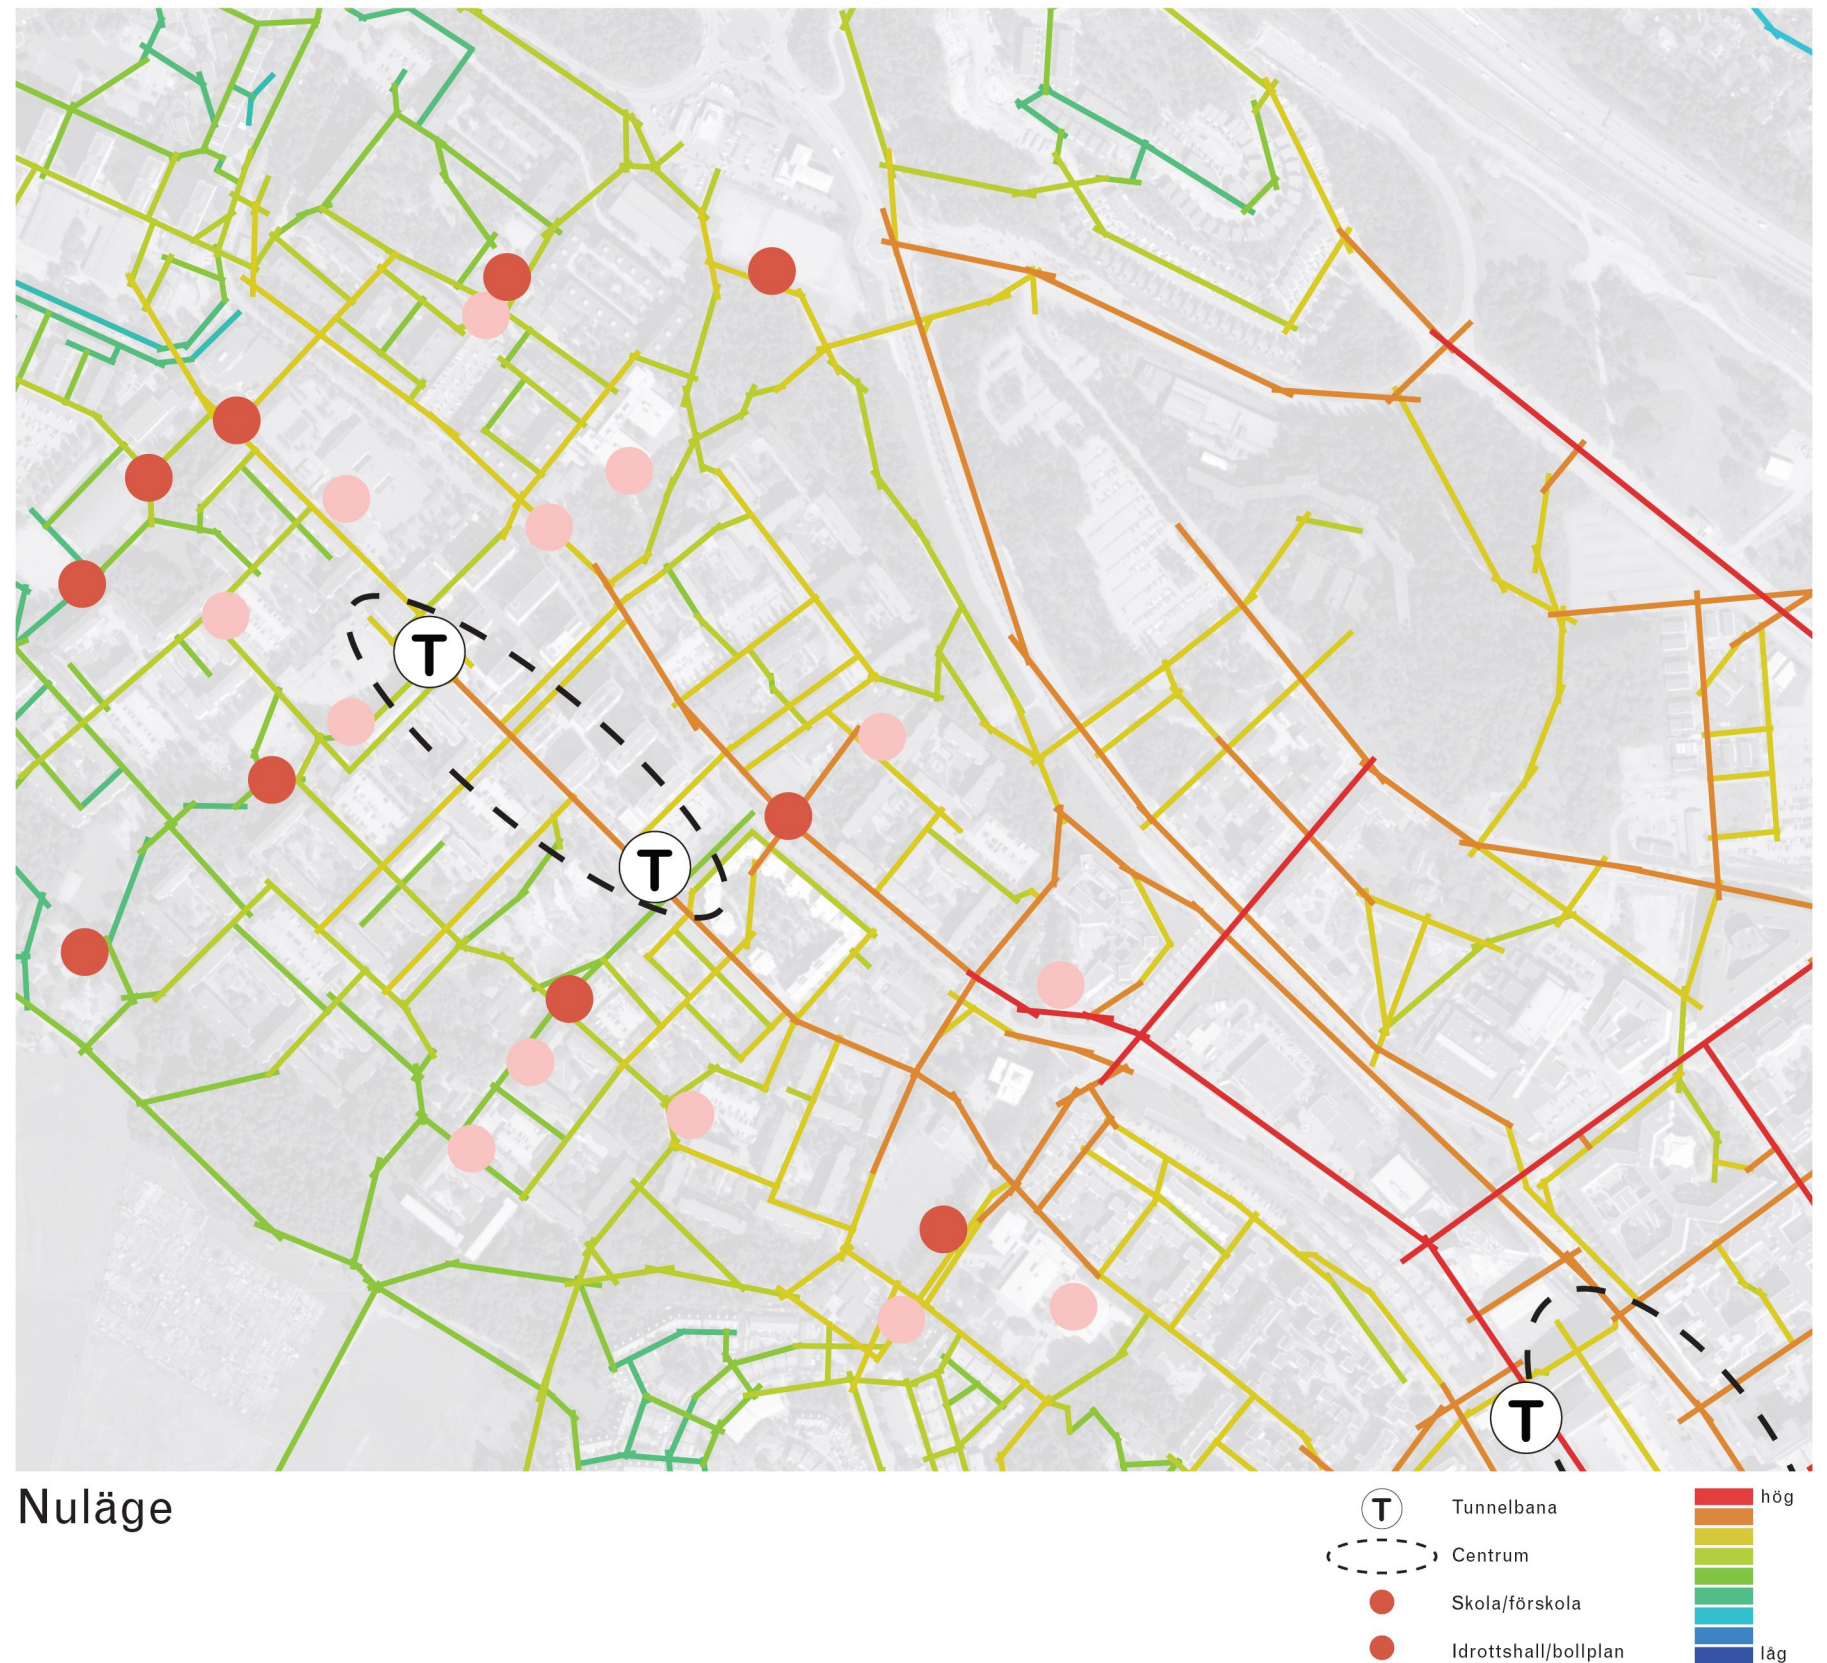 T
T
T
Nuläge
T Tunnelbana
Centrum
Skola/förskola
Idrottshall/bollplan
hög
låg